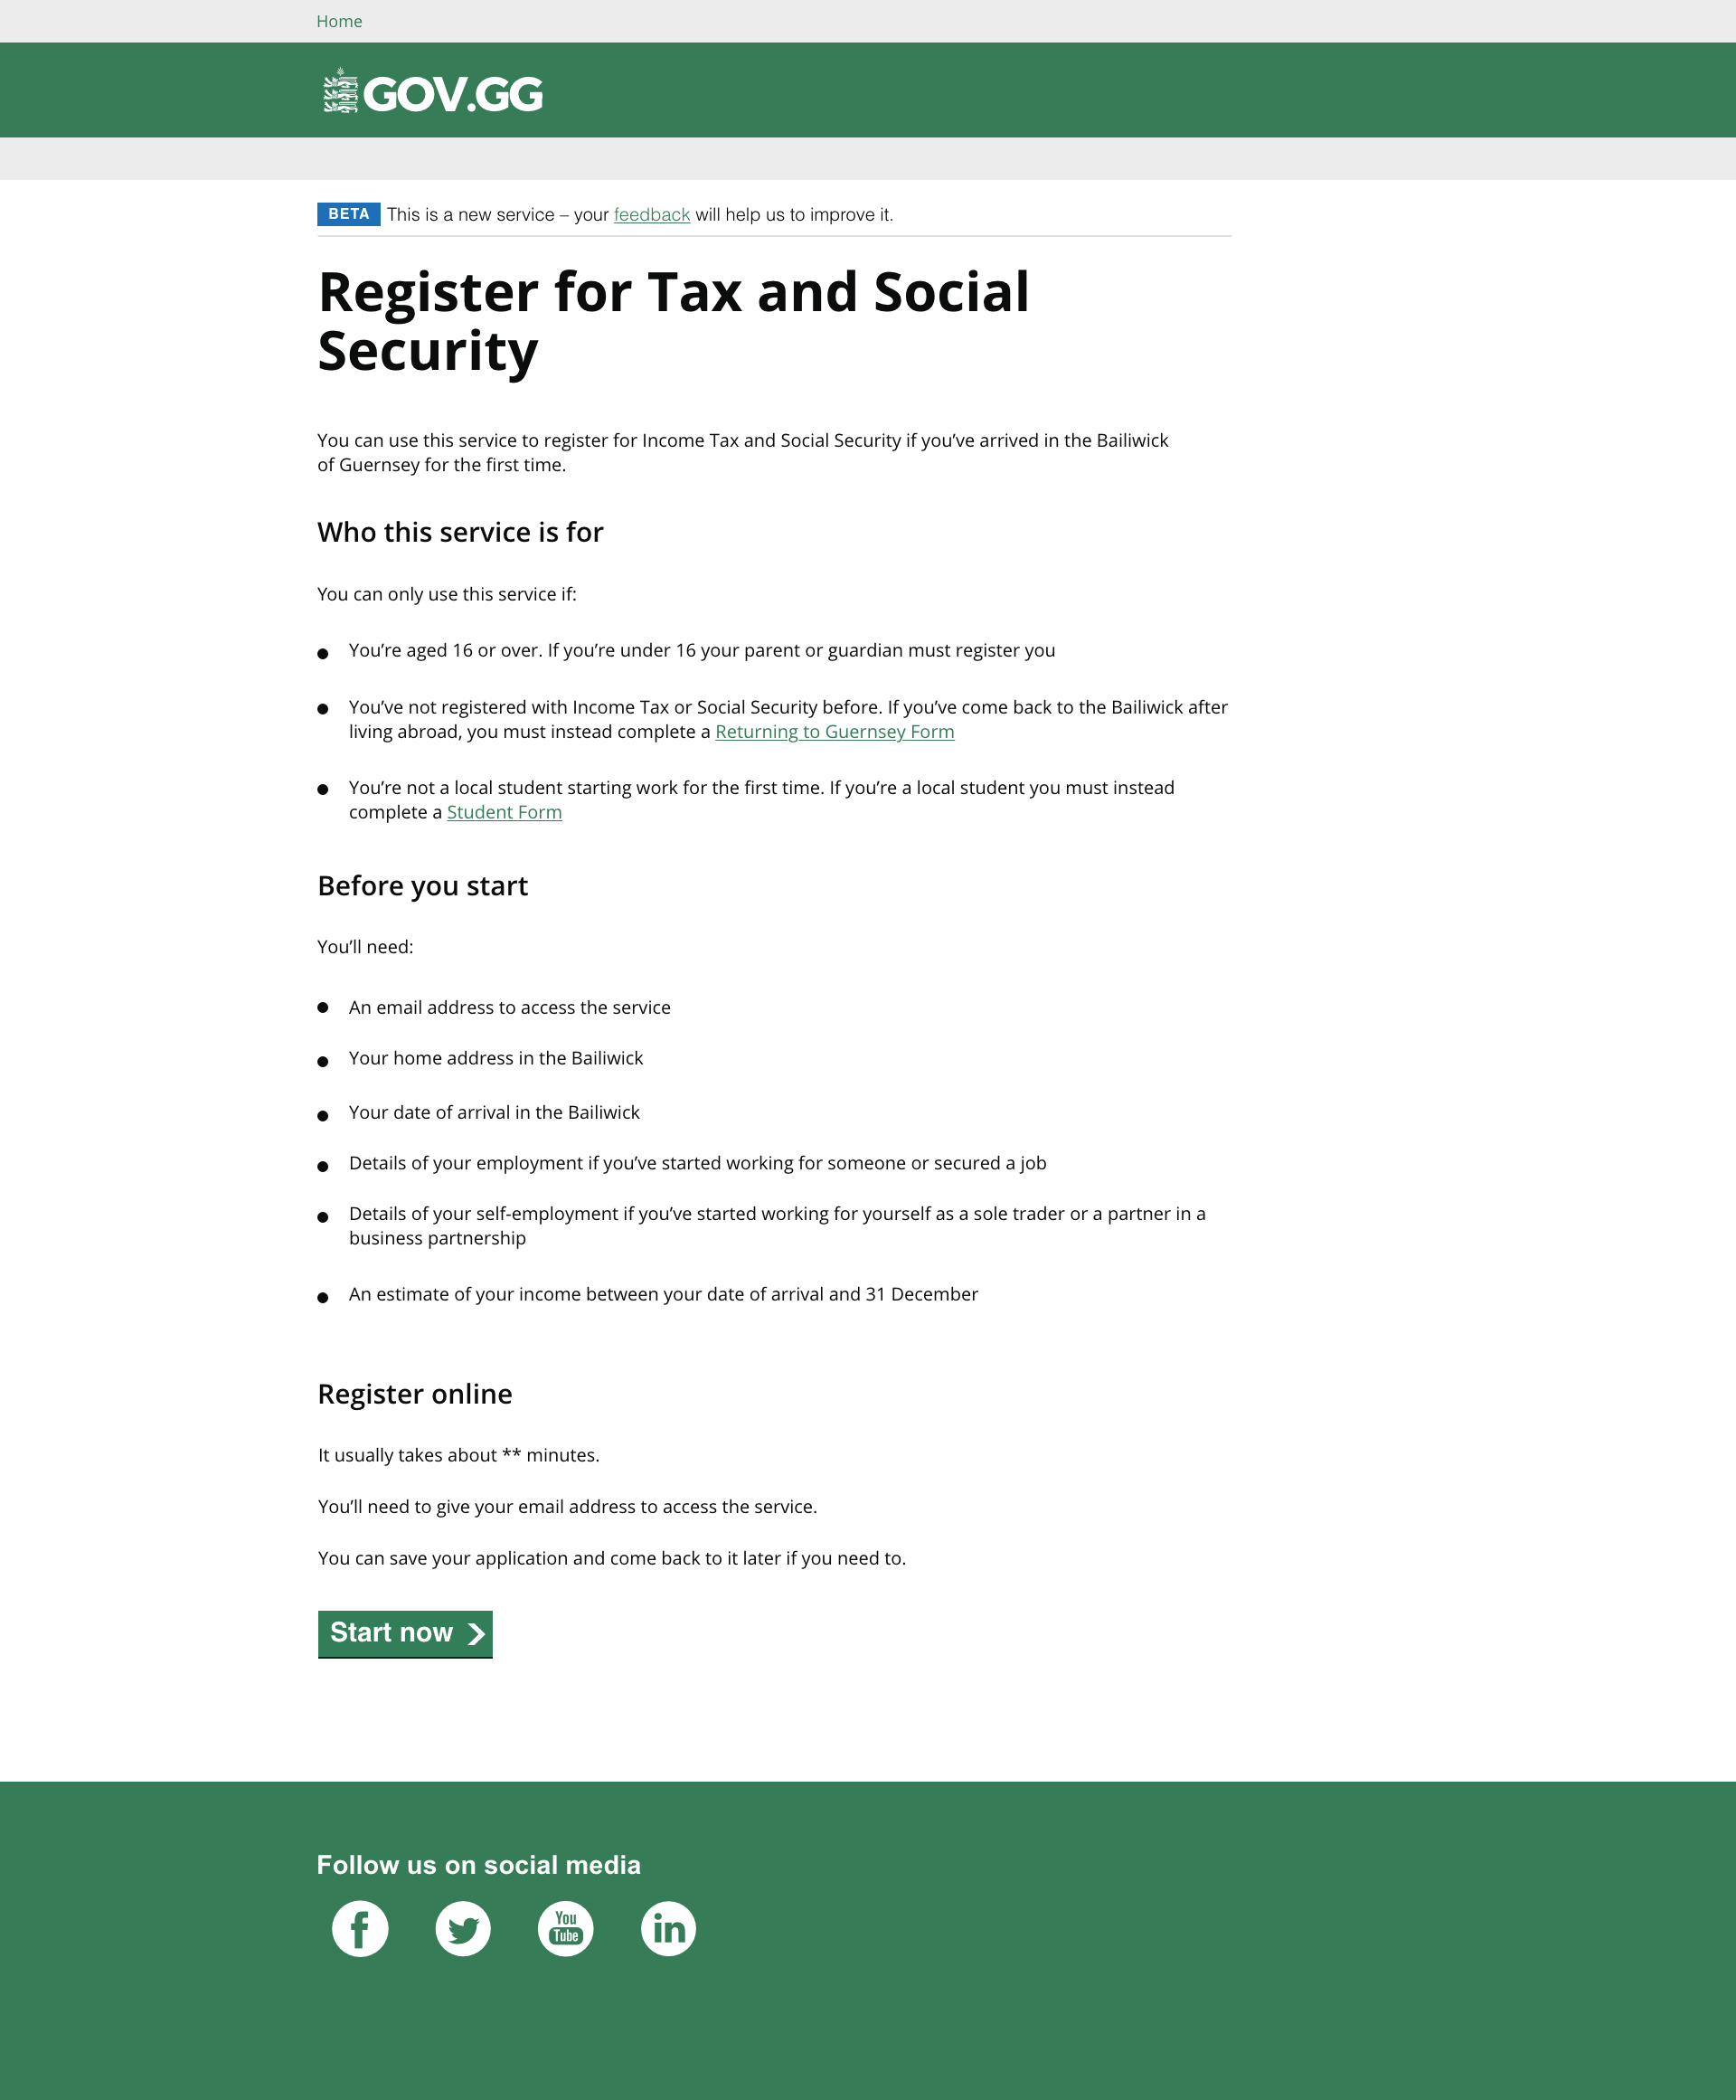 Home
GOV.GG
BETA This is a new service – your feedback will help us to improve it.
Register for Tax and Social
Security
You can use this service to register for Income Tax and Social Security if you’ve arrived in the Bailiwick
of Guernsey for the first time.
Who this service is for
You can only use this service if:
● You’re aged 16 or over. If you’re under 16 your parent or guardian must register you
● You’ve not registered with Income Tax or Social Security before. If you’ve come back to the Bailiwick after
living abroad, you must instead complete a Returning to Guernsey Form
● You’re not a local student starting work for the first time. If you’re a local student you must instead
complete a Student Form
Before you start
You’ll need:
● An email address to access the service
● Your home address in the Bailiwick
● Your date of arrival in the Bailiwick
● Details of your employment if you’ve started working for someone or secured a job
● Details of your self-employment if you’ve started working for yourself as a sole trader or a partner in a
business partnership
● An estimate of your income between your date of arrival and 31 December
Register online
It usually takes about ** minutes.
You’ll need to give your email address to access the service.
You can save your application and come back to it later if you need to.
Start now
Follow us on social media
f
You
Tube
in